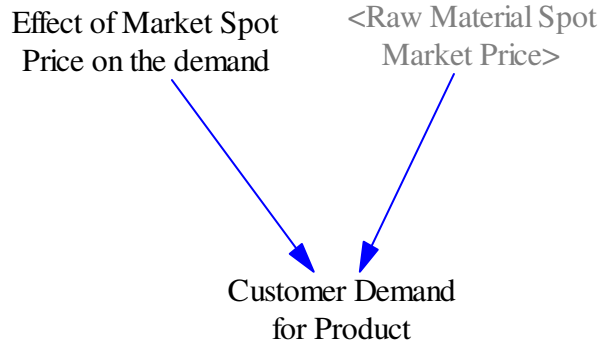 Effect of Market Spot
Price on the demand
<Raw Material Spot
Market Price>
Customer Demand
for Product